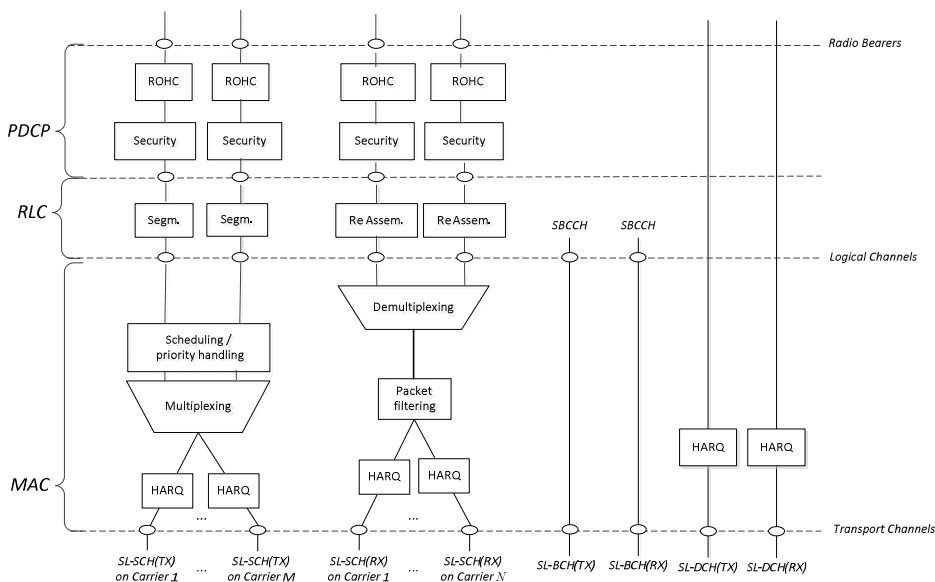 Radio Bearers
ROHC ROHC ROHC ROHC
PDCP
Security Security Security Security
RLC
Segm. Segm. Re Assem. Re Assem.
SBCCH SBCCH
Logical Channels
Demultiplexing
Scheduling /
priority handling
Packet
filtering
Multiplexing
HARQ HARQ
HARQ HARQ
MAC
HARQ HARQ
... ...
Transport Channels
SL-SCH(TX)
on Carrier 1
...
SL-SCH(TX)
on Carrier M
SL-SCH(RX)
on Carrier 1
...
SL-SCH(RX)
on Carrier N
SL-BCH(TX) SL-BCH(RX) SL-DCH(TX) SL-DCH(RX)